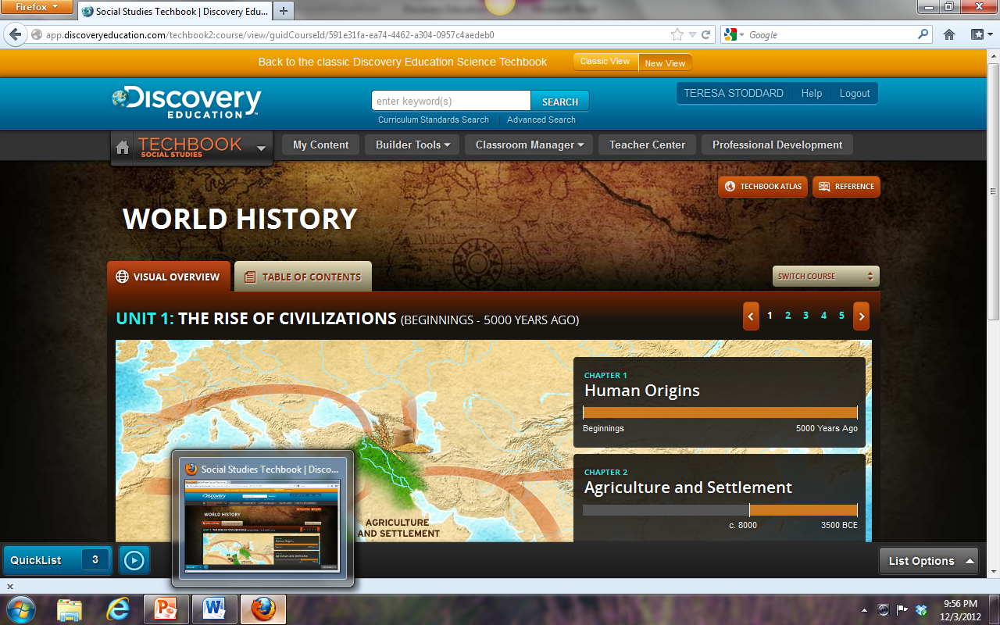 Firefox
Social Studies Techbook | Discovery Edu...
app.discoveryeducation.com/techbook2:course/view/guidCourseId/591e31fa-ea74-4462-a304-0957c4aedeb0
Google
Back to the classic Discovery Education Science Techbook
Classic View
New View
DISCOVERY
EDUCATION™
enter keyword(s)
SEARCH
TERESA STODDARD
Help
Logout
Curriculum Standards Search
Advanced Search
TECHBOOK
SOCIAL STUDIES
My Content
Builder Tools
Classroom Manager
Teacher Center
Professional Development
TECHBOOK ATLAS
REFERENCE
WORLD HISTORY
VISUAL OVERVIEW
TABLE OF CONTENTS
SWITCH COURSE
UNIT 1: THE RISE OF CIVILIZATIONS (BEGINNINGS - 5000 YEARS AGO)
1 2 3 4 5
CHAPTER 1
Human Origins
Beginnings
5000 Years Ago
CHAPTER 2
Agriculture and Settlement
c. 8000
3500 BCE
AGRICULTURE
AND SETTLEMENT
Social Studies Techbook | Disco...
Discovery
WORLD HISTORY
QuickList
3
List Options
9:56 PM
12/3/2012